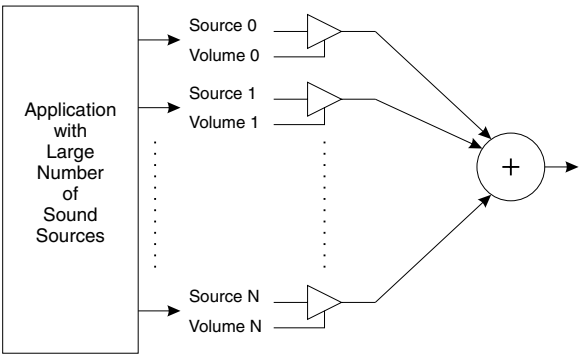 Application
with
Large
Number
of
Sound
Sources
Source 0
Volume 0
Source 1
Volume 1
Source N
Volume N
+